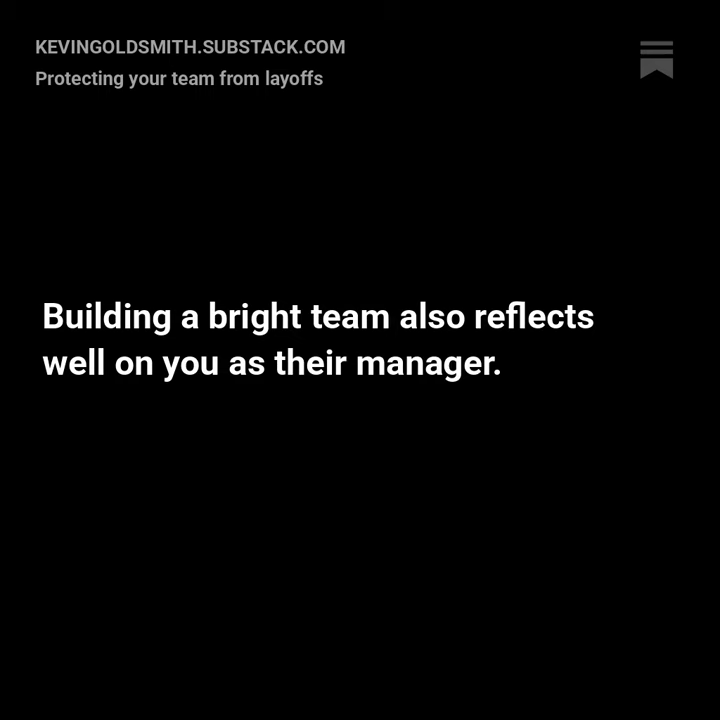 KEVINGOLDSMITH.SUBSTACK.COM
Protecting your team from layoffs
Building a bright team also reflects
well on you as their manager.